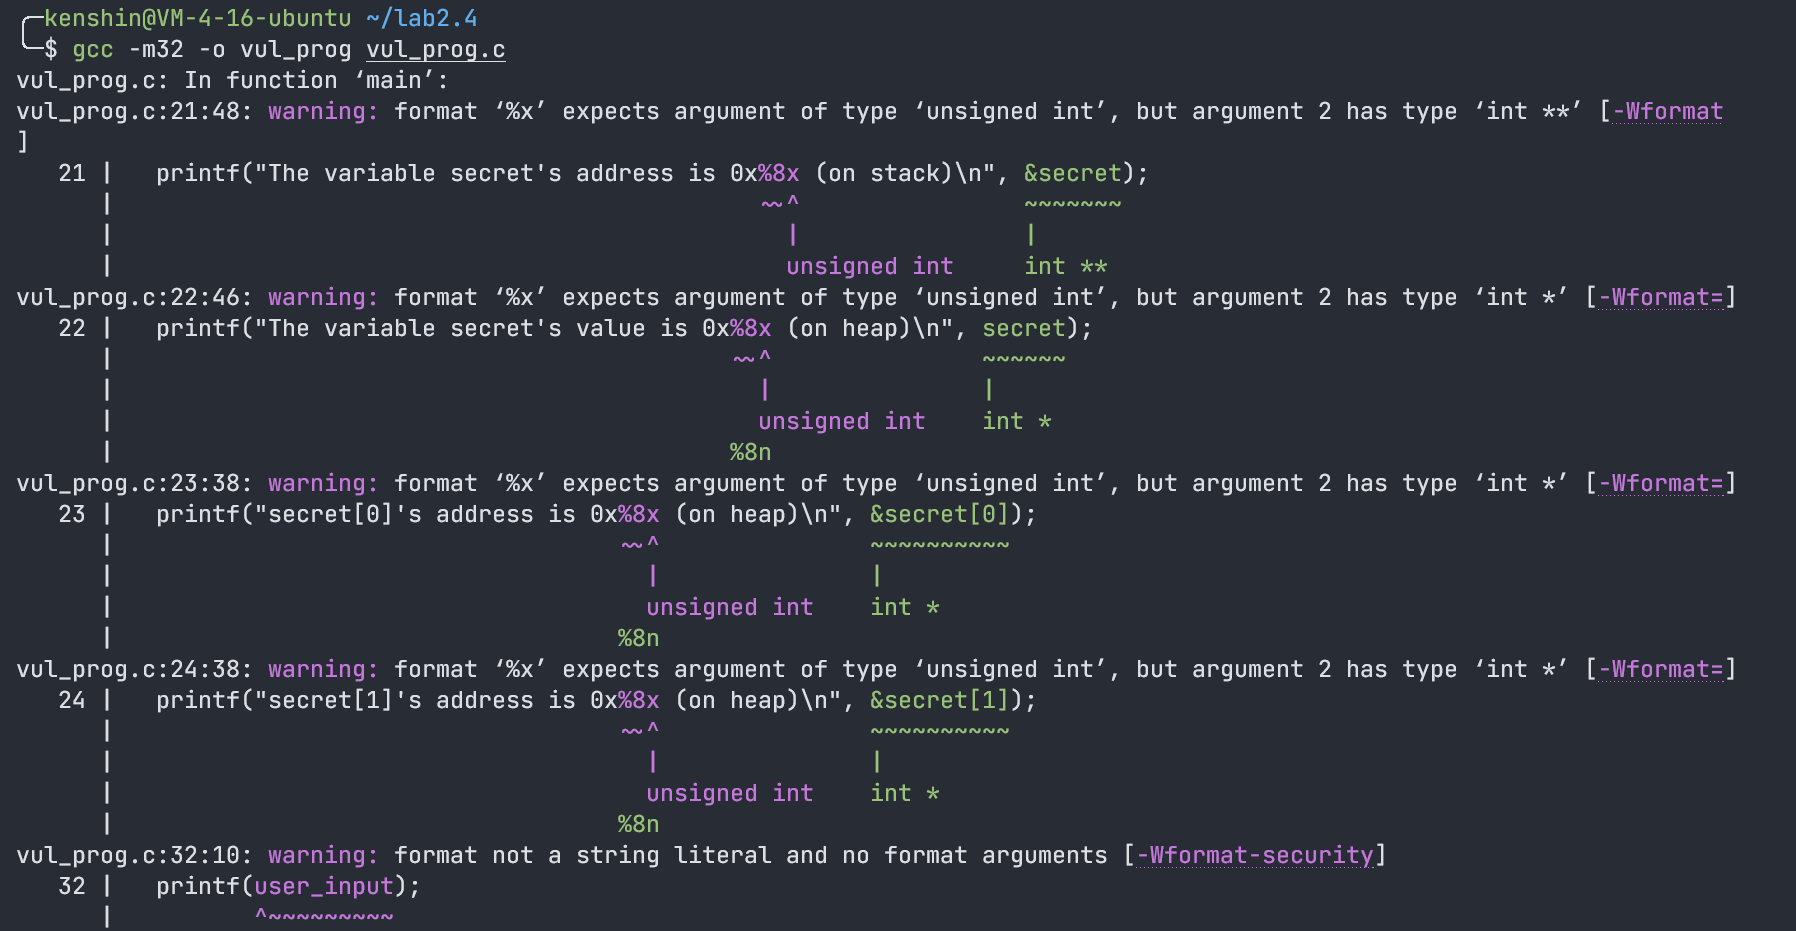 ╭─kenshin@VM-4-16-ubuntu ~/lab2.4
╰─$ gcc -m32 -o vul_prog vul_prog.c
vul_prog.c: In function ‘main’:
vul_prog.c:21:48: warning: format ‘%x’ expects argument of type ‘unsigned int’, but argument 2 has type ‘int **’ [-Wformat
]
   21 |   printf("The variable secret's address is 0x%8x (on stack)\n", &secret);
      |                                              ~~^                ~~~~~~~
      |                                                |                |
      |                                                unsigned int     int **
vul_prog.c:22:46: warning: format ‘%x’ expects argument of type ‘unsigned int’, but argument 2 has type ‘int *’ [-Wformat=]
   22 |   printf("The variable secret's value is 0x%8x (on heap)\n", secret);
      |                                            ~~^               ~~~~~~
      |                                              |               |
      |                                              unsigned int    int *
      |                                            %8n
vul_prog.c:23:38: warning: format ‘%x’ expects argument of type ‘unsigned int’, but argument 2 has type ‘int *’ [-Wformat=]
   23 |   printf("secret[0]'s address is 0x%8x (on heap)\n", &secret[0]);
      |                                    ~~^               ~~~~~~~~~~
      |                                      |               |
      |                                      unsigned int    int *
      |                                    %8n
vul_prog.c:24:38: warning: format ‘%x’ expects argument of type ‘unsigned int’, but argument 2 has type ‘int *’ [-Wformat=]
   24 |   printf("secret[1]'s address is 0x%8x (on heap)\n", &secret[1]);
      |                                    ~~^               ~~~~~~~~~~
      |                                      |               |
      |                                      unsigned int    int *
      |                                    %8n
vul_prog.c:32:10: warning: format not a string literal and no format arguments [-Wformat-security]
   32 |   printf(user_input);
      |          ^~~~~~~~~~